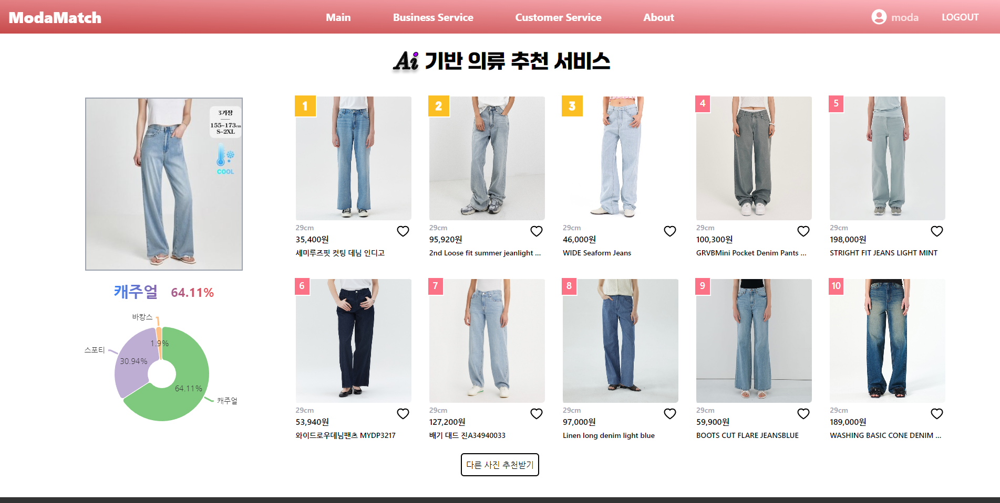 ModaMatch
Main
Business Service
Customer Service
About
moda
LOGOUT
Ai 기반 의류 추천 서비스
3기장
155~173cm
S~2XL
COOL
캐주얼 64.11%
바캉스
1.9%
스포티
30.94%
64.11%
캐주얼
1
29cm
35,400원
세미루즈핏 컷팅 데님 인디고
2
29cm
95,920원
2nd Loose fit summer jeanlight ...
3
29cm
46,000원
WIDE Seaform Jeans
4
29cm
100,300원
GRVBMini Pocket Denim Pants ...
5
29cm
198,000원
STRIGHT FIT JEANS LIGHT MINT
6
29cm
53,940원
와이드로우데님팬츠 MYDP3217
7
29cm
127,200원
배기 대드 진A34940033
8
29cm
97,000원
Linen long denim light blue
9
29cm
59,900원
BOOTS CUT FLARE JEANSBLUE
10
29cm
189,000원
WASHING BASIC CONE DENIM ...
다른 사진 추천받기